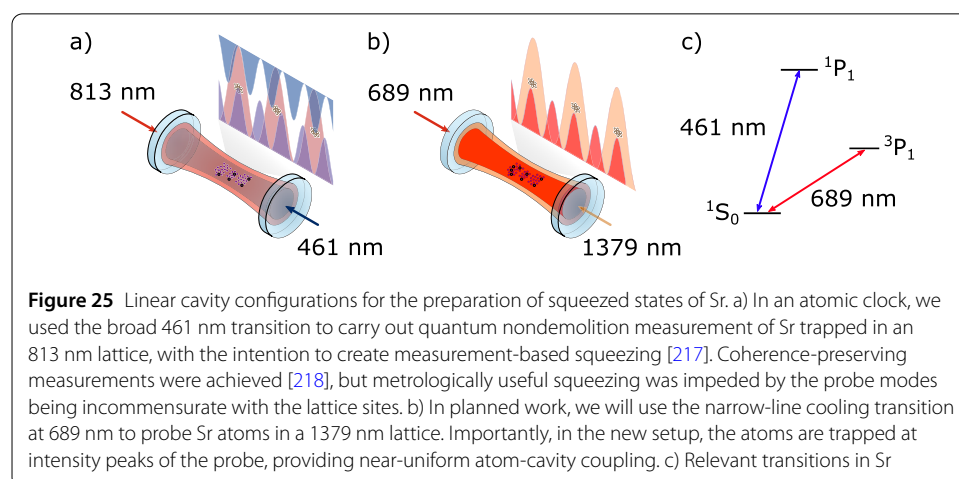 a)
813 nm
461 nm
b)
689 nm
1379 nm
c)
¹P₁
461 nm
³P₁
¹S₀
689 nm
Figure 25 Linear cavity configurations for the preparation of squeezed states of Sr. a) In an atomic clock, we
used the broad 461 nm transition to carry out quantum nondemolition measurement of Sr trapped in an
813 nm lattice, with the intention to create measurement-based squeezing [217]. Coherence-preserving
measurements were achieved [218], but metrologically useful squeezing was impeded by the probe modes
being incommensurate with the lattice sites. b) In planned work, we will use the narrow-line cooling transition
at 689 nm to probe Sr atoms in a 1379 nm lattice. Importantly, in the new setup, the atoms are trapped at
intensity peaks of the probe, providing near-uniform atom-cavity coupling. c) Relevant transitions in Sr